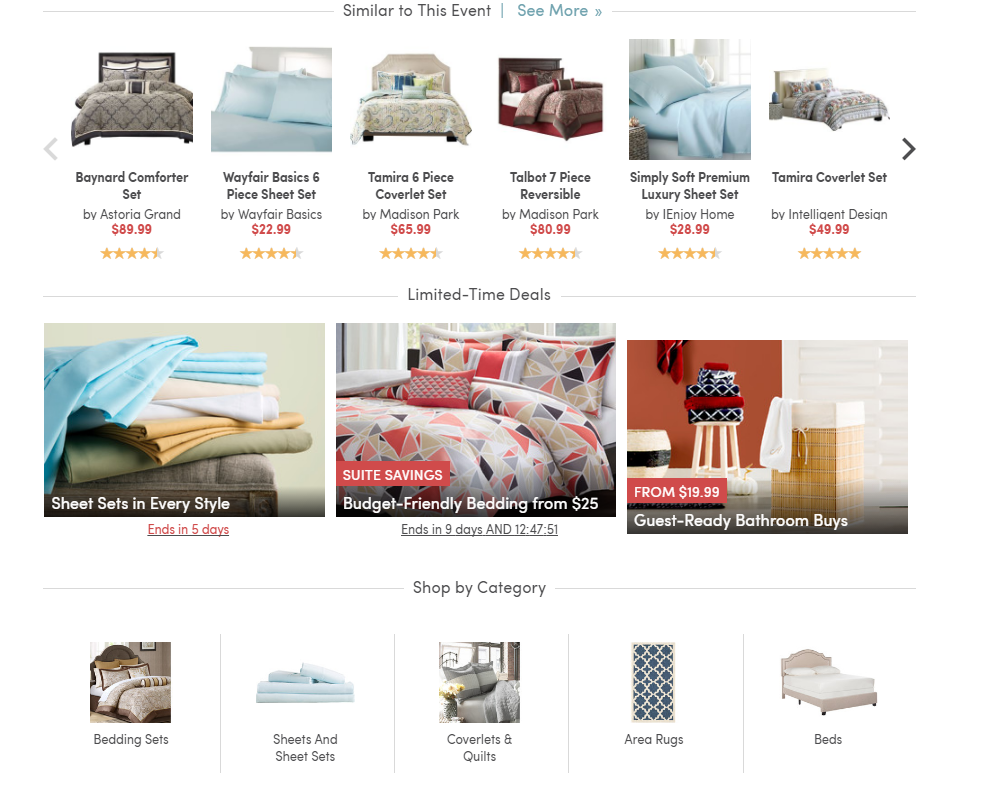 Similar to This Event | See More »
Baynard Comforter
Set
by Astoria Grand
$89.99
Wayfair Basics 6
Piece Sheet Set
by Wayfair Basics
$22.99
Tamira 6 Piece
Coverlet Set
by Madison Park
$65.99
Talbot 7 Piece
Reversible
by Madison Park
$80.99
Simply Soft Premium
Luxury Sheet Set
by IEnjoy Home
$28.99
Tamira Coverlet Set
by Intelligent Design
$49.99
Limited-Time Deals
Sheet Sets in Every Style
Ends in 5 days
SUITE SAVINGS
Budget-Friendly Bedding from $25
Ends in 9 days AND 12:47:51
FROM $19.99
Guest-Ready Bathroom Buys
Shop by Category
Bedding Sets
Sheets And
Sheet Sets
Coverlets &
Quilts
Area Rugs
Beds